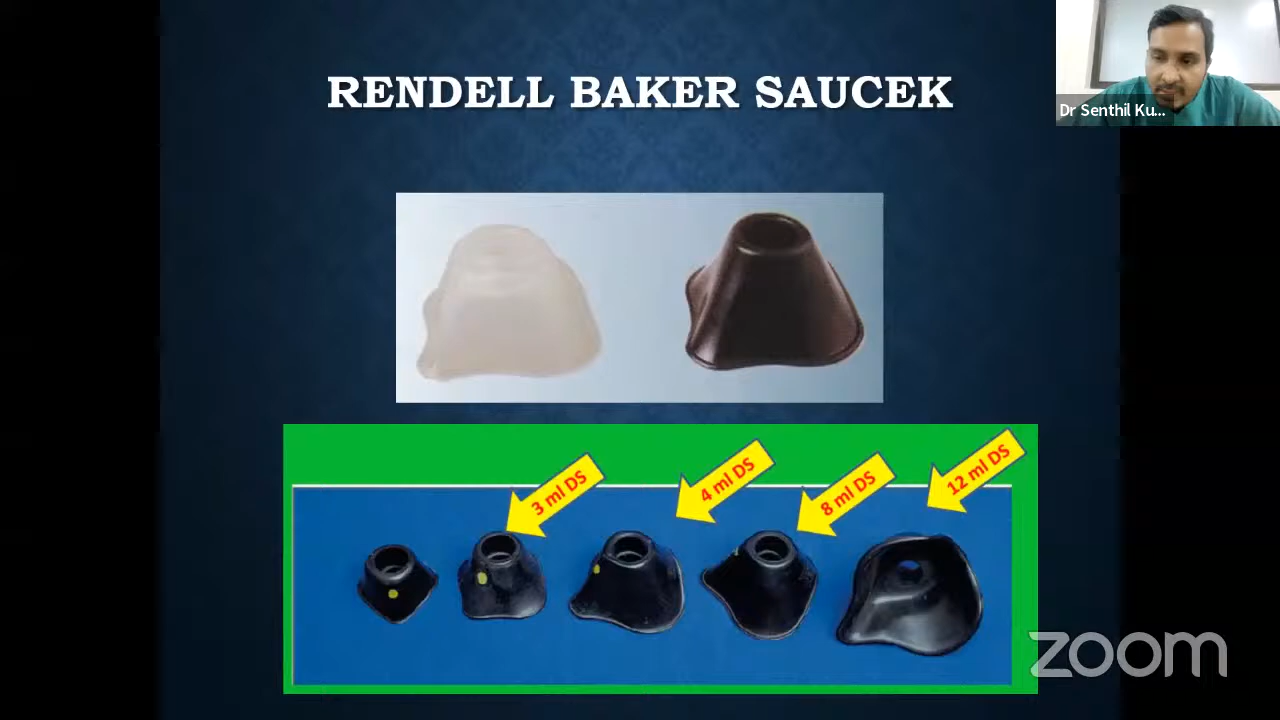 RENDELL BAKER SAUCEK
Dr Senthil Ku...
3 ml DS
4 ml DS
8 ml DS
12 ml DS
zoom